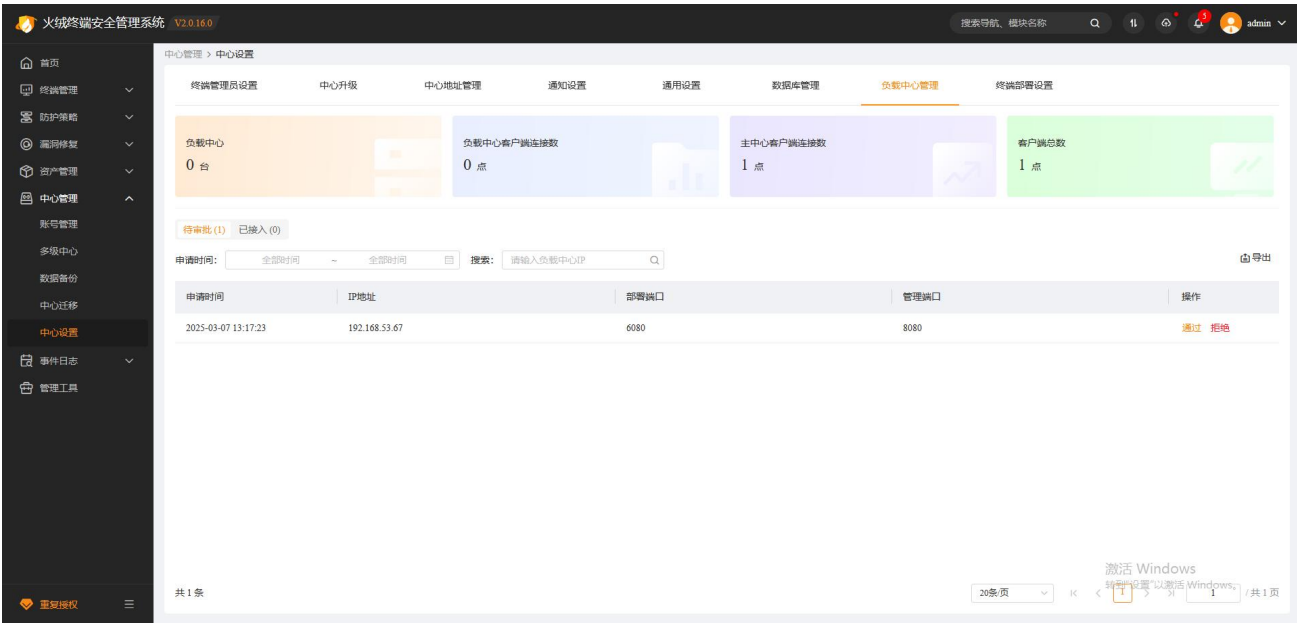 火绒终端安全管理系统 V2.0.16.0 搜索导航、模块名称 5 admin
首页
终端管理
防护策略
漏洞修复
资产管理
中心管理
账号管理
多级中心
数据备份
中心迁移
中心设置
事件日志
管理工具
重复授权
中心管理 > 中心设置
终端管理员设置 中心升级 中心地址管理 通知设置 通用设置 数据库管理 负载中心管理 终端部署设置
负载中心 负载中心客户端连接数 主中心客户端连接数 客户端总数
0 台 0 点 1 点 1 点
待审批 (1) 已接入 (0)
申请时间: 全部时间 ~ 全部时间 搜索: 请输入负载中心IP 导出
申请时间 IP地址 部署端口 管理端口 操作
2025-03-07 13:17:23 192.168.53.67 6080 8080 通过 拒绝
激活 Windows
转到"设置"以激活 Windows。
共 1 条 20条/页 1 1 / 共 1 页